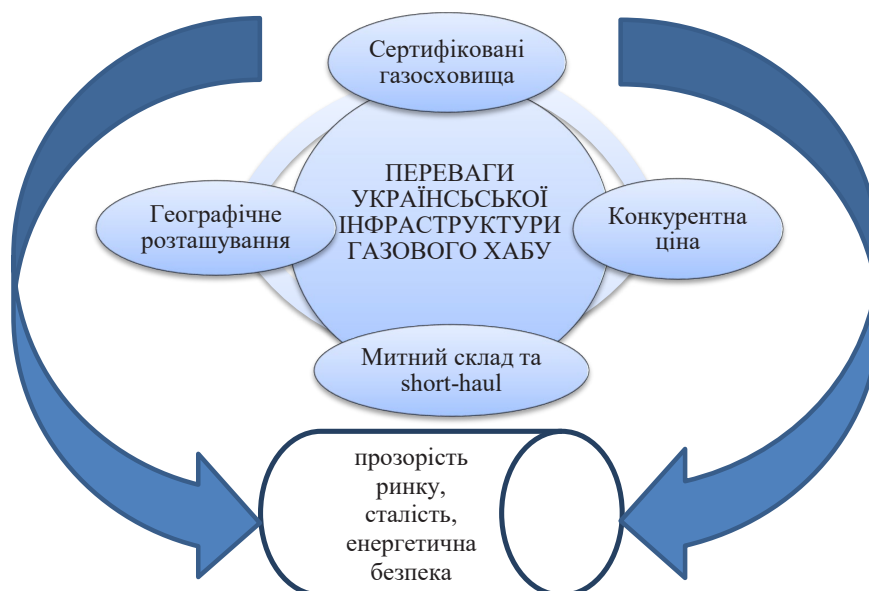 Сертифіковані
газосховища
ПЕРЕВАГИ
УКРАЇНСЬСЬКОЇ
ІНФРАСТРУКТУРИ
ГАЗОВОГО ХАБУ
Географічне
розташування
Конкурентна
ціна
Митний склад та
short-haul
прозорість
ринку,
сталість,
енергетична
безпека